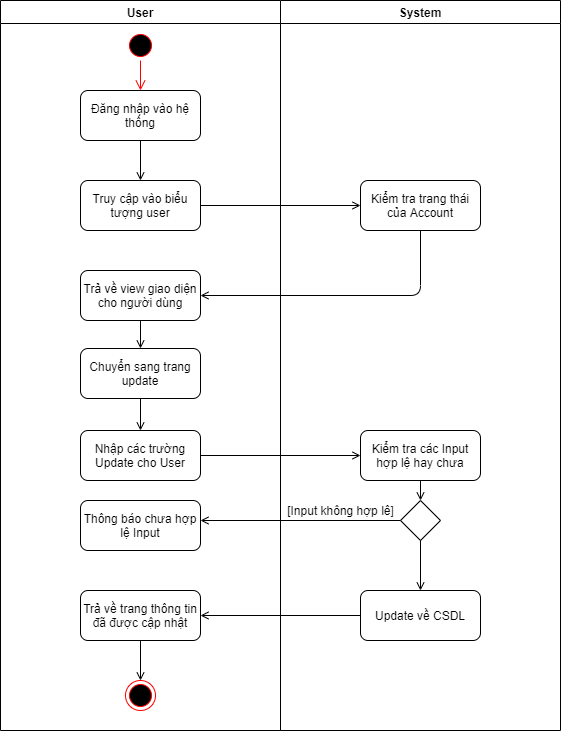 User
System
Đăng nhập vào hệ
thống
Truy cập vào biểu
tượng user
Kiểm tra trang thái
của Account
Trả về view giao diện
cho người dùng
Chuyển sang trang
update
Nhập các trường
Update cho User
Kiểm tra các Input
hợp lệ hay chưa
[Input không hợp lê]
Thông báo chưa hợp
lệ Input
Trả về trang thông tin
đã được cập nhật
Update về CSDL